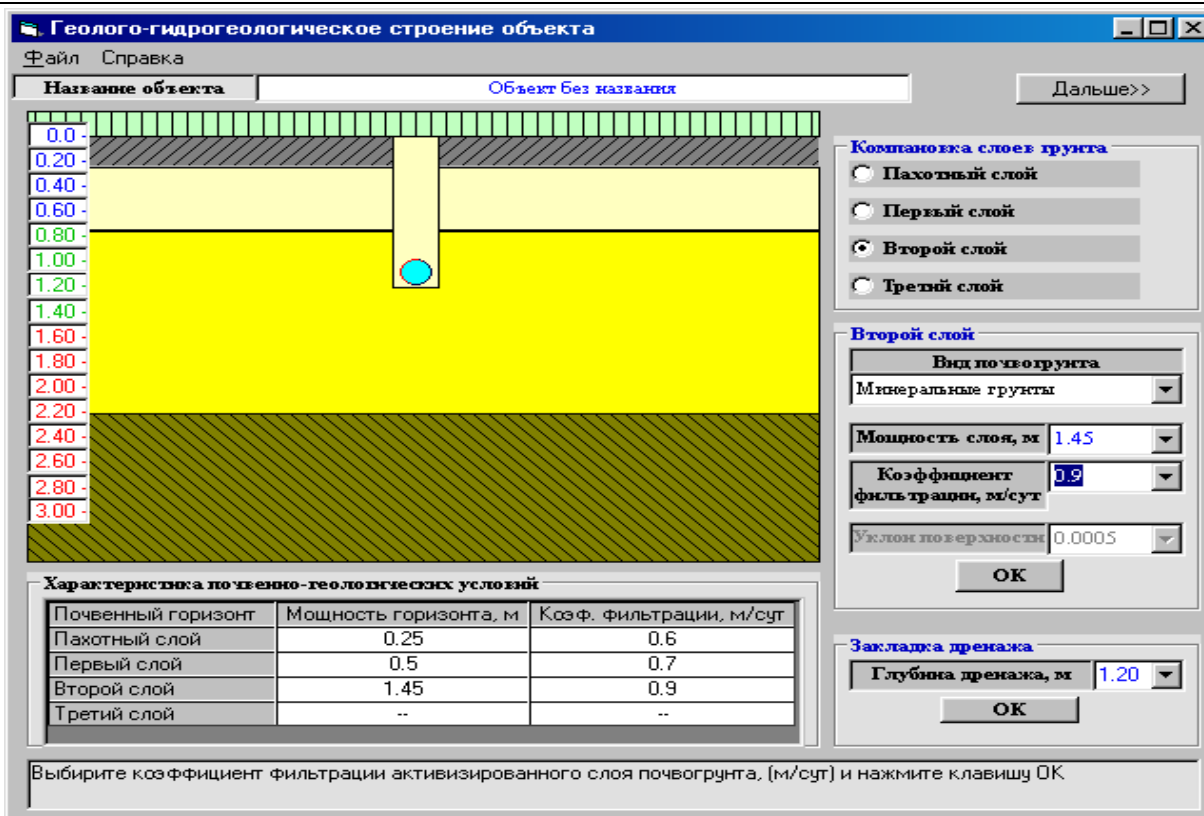 Геолого-гидрогеологическое строение объекта
Файл Справка
Название объекта
Объект без названия
Дальше>>
0.0 -
0.20 -
0.40 -
0.60 -
0.80 -
1.00 -
1.20 -
1.40 -
1.60 -
1.80 -
2.00 -
2.20 -
2.40 -
2.60 -
2.80 -
3.00 -
Компановка слоев грунта
Пахотный слой
Первый слой
Второй слой
Третий слой
Второй слой
Вид почвогрунта
Минеральные грунты
Мощность слоя, м 1.45
Коэффициент
фильтрации, м/сут
0.9
Уклон поверхности 0.0005
OK
Характеристика почвенно-геологических условий
Почвенный горизонт Мощность горизонта, м Коэф. фильтрации, м/сут
Пахотный слой 0.25 0.6
Первый слой 0.5 0.7
Второй слой 1.45 0.9
Третий слой -- --
Закладка дренажа
Глубина дренажа, м 1.20
OK
Выбирите коэффициент фильтрации активизированного слоя почвогрунта, (м/сут) и нажмите клавишу OK